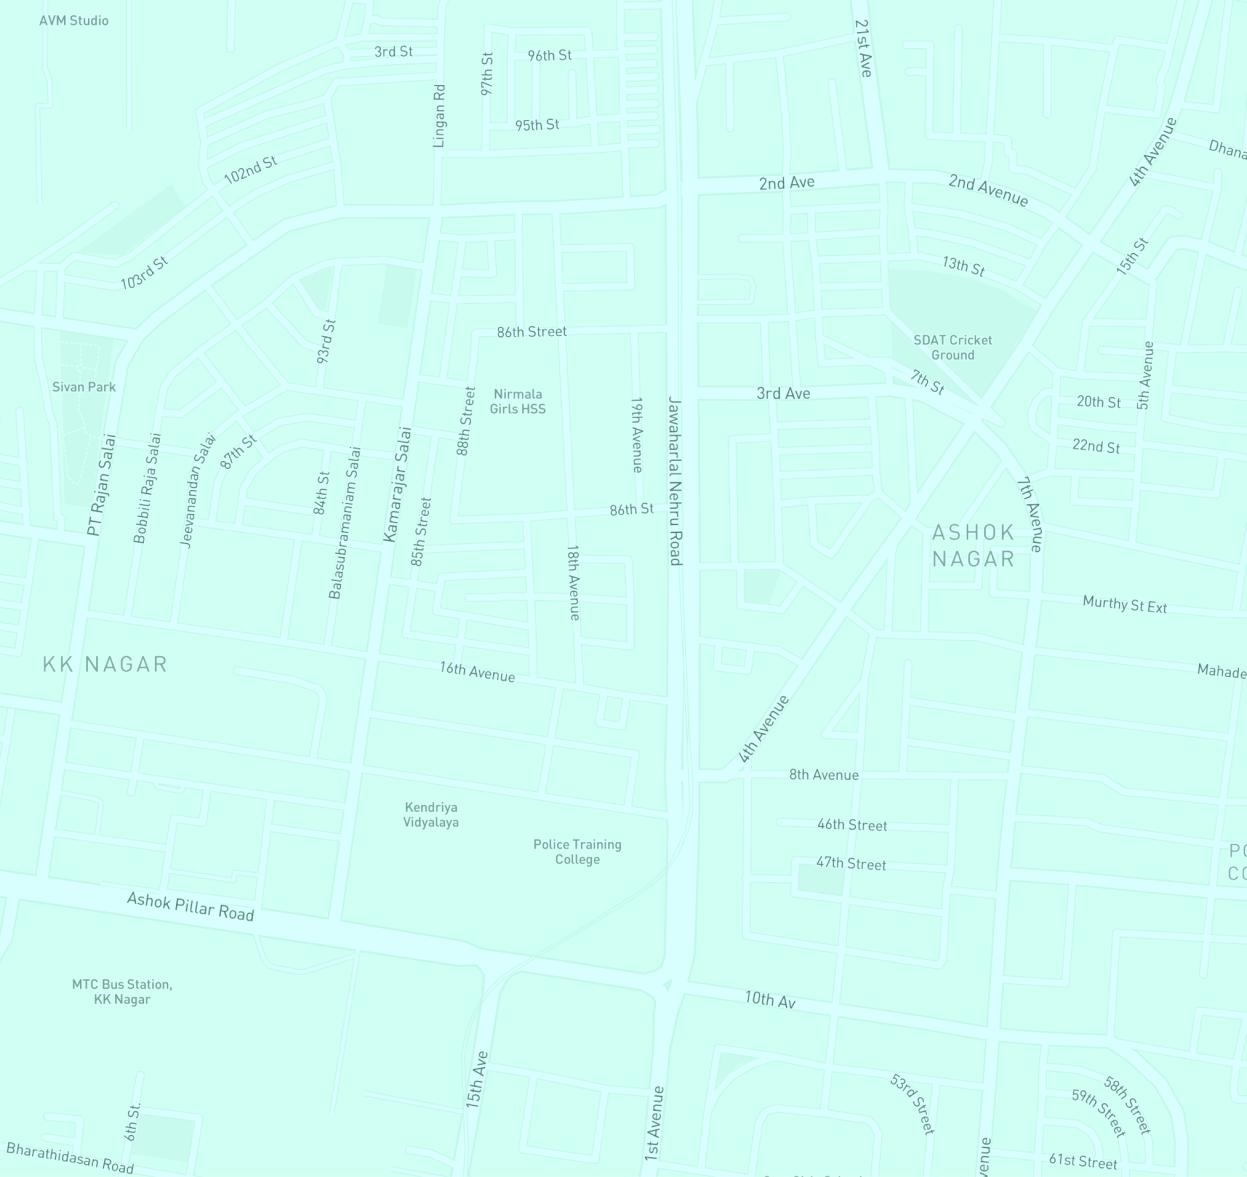 AVM Studio
3rd St
97th St
96th St
95th St
Lingan Rd
21st Ave
102nd St
2nd Ave
2nd Avenue
4th Avenue
103rd St
13th St
15th St
93rd St
86th Street
SDAT Cricket
Ground
Sivan Park
Nirmala
Girls HSS
7th St
3rd Ave
5th Avenue
20th St
22nd St
88th Street
19th Avenue
Jawaharlal Nehru Road
PT Rajan Salai
Bobbili Raja Salai
Jeevanandan Salai
87th St
84th St
Balasubramaniam Salai
Kamarajar Salai
85th Street
86th St
18th Avenue
ASHOK
NAGAR
7th Avenue
Murthy St Ext
KK NAGAR
16th Avenue
4th Avenue
8th Avenue
Kendriya
Vidyalaya
46th Street
Police Training
College
47th Street
Ashok Pillar Road
MTC Bus Station,
KK Nagar
10th Av
15th Ave
1st Avenue
53rd Street
58th Street
59th Street
61st Street
6th St.
Bharathidasan Road